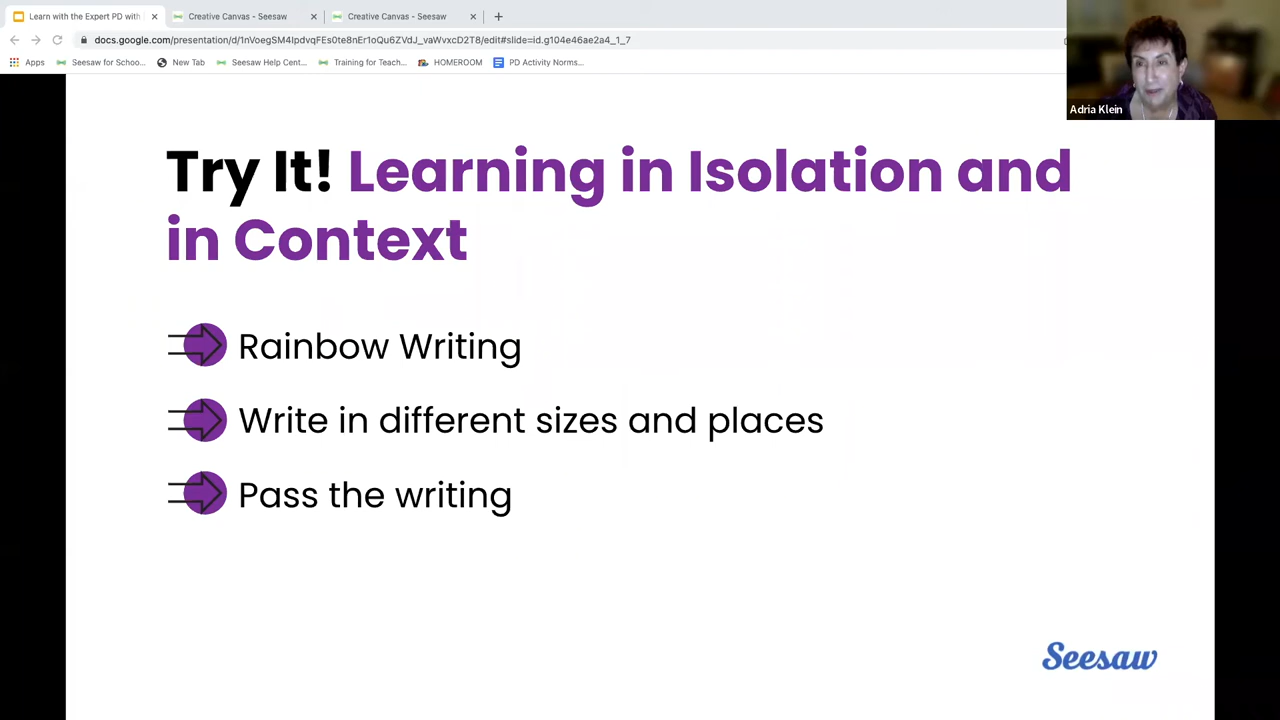 Learn with the Expert PD with
Creative Canvas - Seesaw
Creative Canvas - Seesaw
docs.google.com/presentation/d/1nVoegSM4IpdvqFEs0te8nEr1oQu6ZVdJ_vaWvxcD2T8/edit#slide=id.g104e46ae2a4_1_7
Apps
Seesaw for Schoo...
New Tab
Seesaw Help Cent...
Training for Teach...
HOMEROOM
PD Activity Norms...
Adria Klein
Try It! Learning in Isolation and
in Context
Rainbow Writing
Write in different sizes and places
Pass the writing
Seesaw